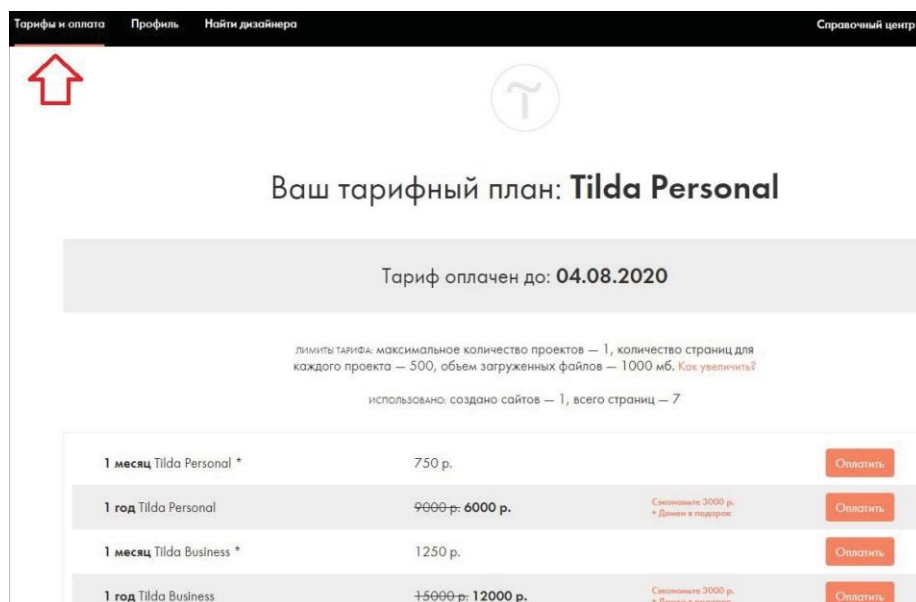 Тарифы и оплата Профиль Найти дизайнера Справочный центр
Ваш тарифный план: Tilda Personal
Тариф оплачен до: 04.08.2020
ЛИМИТЫ ТАРИФА: максимальное количество проектов — 1, количество страниц для
каждого проекта — 500, объем загруженных файлов — 1000 мб. Как увеличить?
ИСПОЛЬЗОВАНО: создано сайтов — 1, всего страниц — 7
1 месяц Tilda Personal * 750 р. Оплатить
1 год Tilda Personal 9000 р. 6000 р. Сэкономьте 3000 р. Оплатить
+ Домен в подарок
1 месяц Tilda Business * 1250 р. Оплатить
1 год Tilda Business 15000 р. 12000 р. Сэкономьте 3000 р. Оплатить
+ Домен в подарок